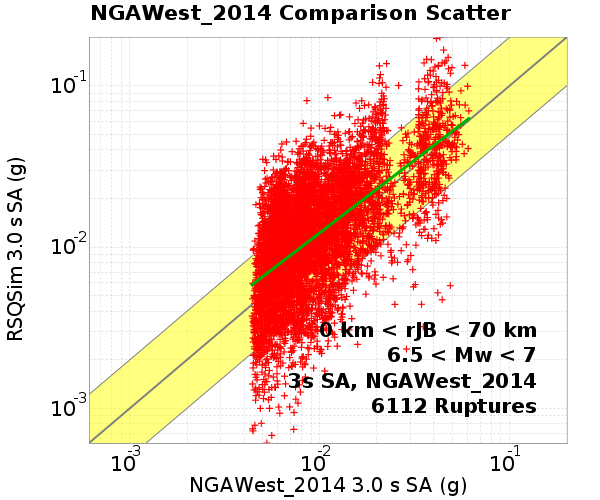 NGAWest_2014 Comparison Scatter
RSQSim 3.0 s SA (g)
10-1
10-2
10-3
0 km < rJB < 70 km
6.5 < Mw < 7
3s SA, NGAWest_2014
6112 Ruptures
10-3 10-2 10-1
NGAWest_2014 3.0 s SA (g)